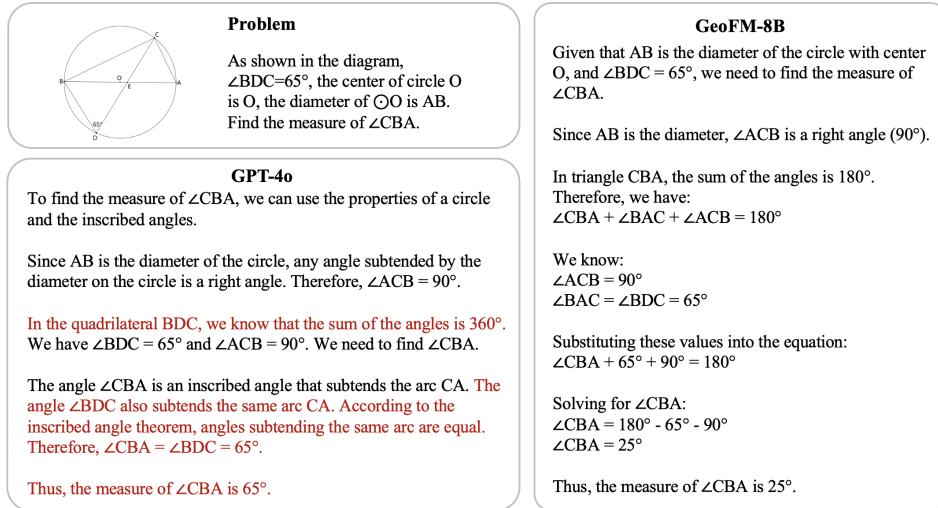 Problem
As shown in the diagram,
∠BDC=65°, the center of circle O
is O, the diameter of ⊙O is AB.
Find the measure of ∠CBA.
C
B
O
E
A
65°
D
GPT-4o
To find the measure of ∠CBA, we can use the properties of a circle
and the inscribed angles.
Since AB is the diameter of the circle, any angle subtended by the
diameter on the circle is a right angle. Therefore, ∠ACB = 90°.
In the quadrilateral BDC, we know that the sum of the angles is 360°.
We have ∠BDC = 65° and ∠ACB = 90°. We need to find ∠CBA.
The angle ∠CBA is an inscribed angle that subtends the arc CA. The
angle ∠BDC also subtends the same arc CA. According to the
inscribed angle theorem, angles subtending the same arc are equal.
Therefore, ∠CBA = ∠BDC = 65°.
Thus, the measure of ∠CBA is 65°.
GeoFM-8B
Given that AB is the diameter of the circle with center
O, and ∠BDC = 65°, we need to find the measure of
∠CBA.
Since AB is the diameter, ∠ACB is a right angle (90°).
In triangle CBA, the sum of the angles is 180°.
Therefore, we have:
∠CBA + ∠BAC + ∠ACB = 180°
We know:
∠ACB = 90°
∠BAC = ∠BDC = 65°
Substituting these values into the equation:
∠CBA + 65° + 90° = 180°
Solving for ∠CBA:
∠CBA = 180° - 65° - 90°
∠CBA = 25°
Thus, the measure of ∠CBA is 25°.